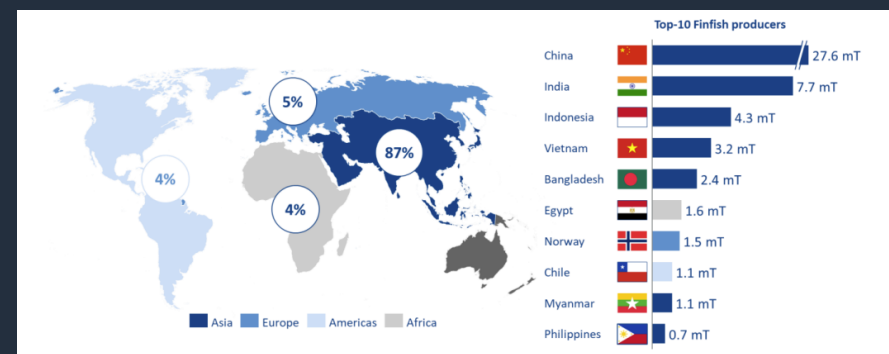 Top-10 Finfish producers
China 27.6 mT
India 7.7 mT
Indonesia 4.3 mT
Vietnam 3.2 mT
Bangladesh 2.4 mT
Egypt 1.6 mT
Norway 1.5 mT
Chile 1.1 mT
Myanmar 1.1 mT
Philippines 0.7 mT
5%
87%
4%
4%
Asia Europe Americas Africa